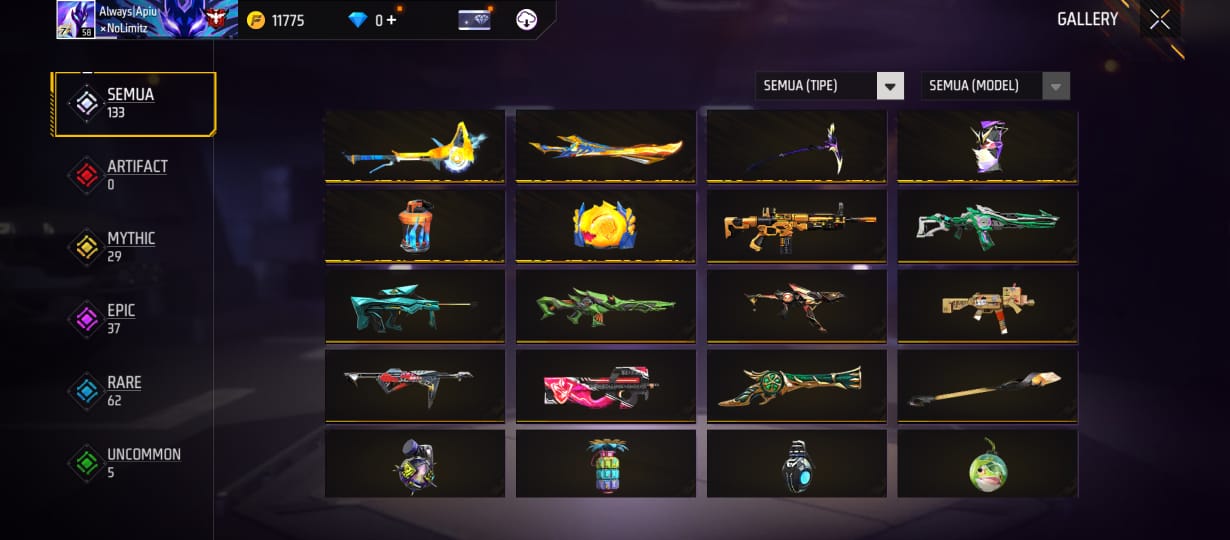 Always|Apiu
×NoLimitz
58
11775
0+
GALLERY
SEMUA
133
SEMUA (TIPE)
SEMUA (MODEL)
ARTIFACT
0
MYTHIC
29
EPIC
37
RARE
62
UNCOMMON
5